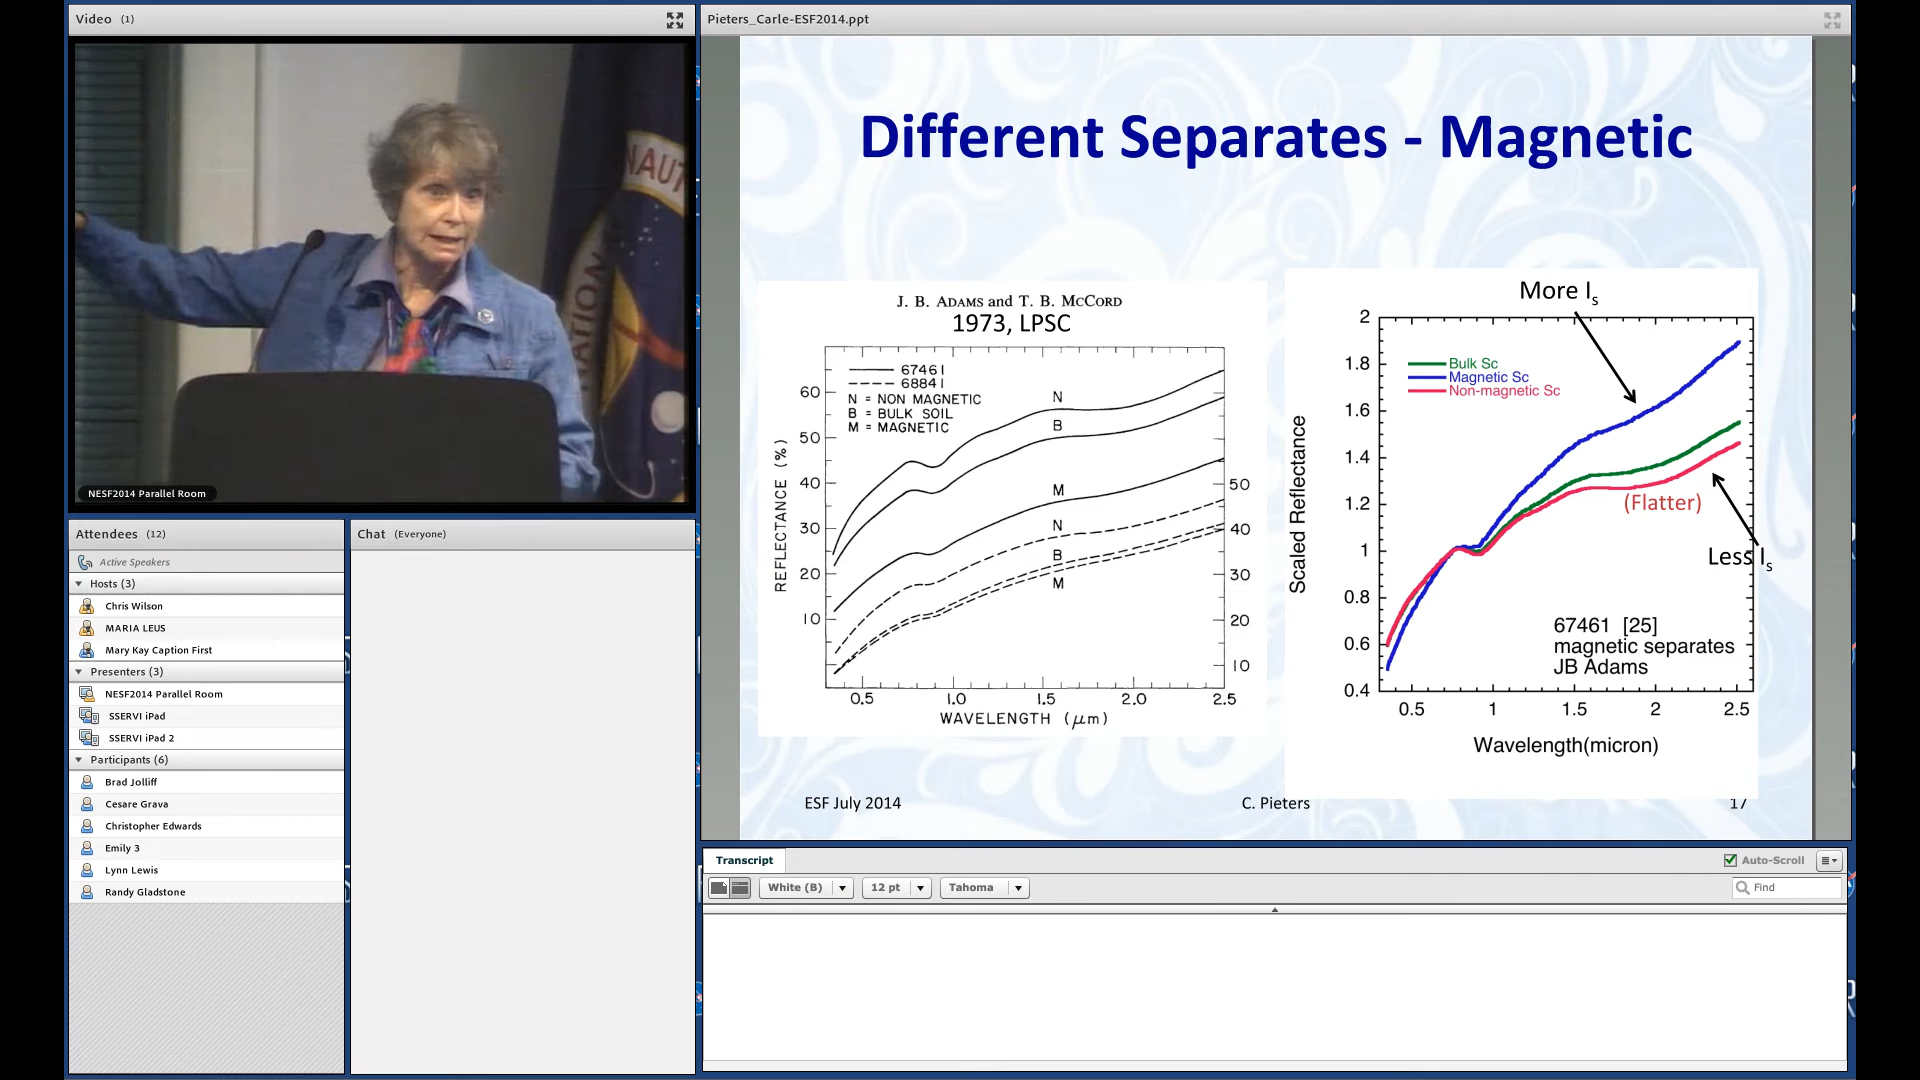 Video (1)
NAUT
NATION
NESF2014 Parallel Room
Attendees (12)
Active Speakers
Hosts (3)
Chris Wilson
MARIA LEUS
Mary Kay Caption First
Presenters (3)
NESF2014 Parallel Room
SSERVI iPad
SSERVI iPad 2
Participants (6)
Brad Jolliff
Cesare Grava
Christopher Edwards
Emily 3
Lynn Lewis
Randy Gladstone
Chat (Everyone)
Pieters_Carle-ESF2014.ppt
Different Separates - Magnetic
J. B. ADAMS and T. B. MCCORD
1973, LPSC
67461
68841
N = NON MAGNETIC
B = BULK SOIL
M = MAGNETIC
N
B
M
N
B
M
60
50
40
30
20
10
50
40
30
20
10
REFLECTANCE (%)
0.5 1.0 1.5 2.0 2.5
WAVELENGTH (μm)
More Is
2
1.8
1.6
1.4
1.2
1
0.8
0.6
0.4
Bulk Sc
Magnetic Sc
Non-magnetic Sc
(Flatter)
Less Is
Scaled Reflectance
67461 [25]
magnetic separates
JB Adams
0.5 1 1.5 2 2.5
Wavelength(micron)
ESF July 2014 C. Pieters 17
Transcript
Auto-Scroll
White (B) 12 pt Tahoma
Find